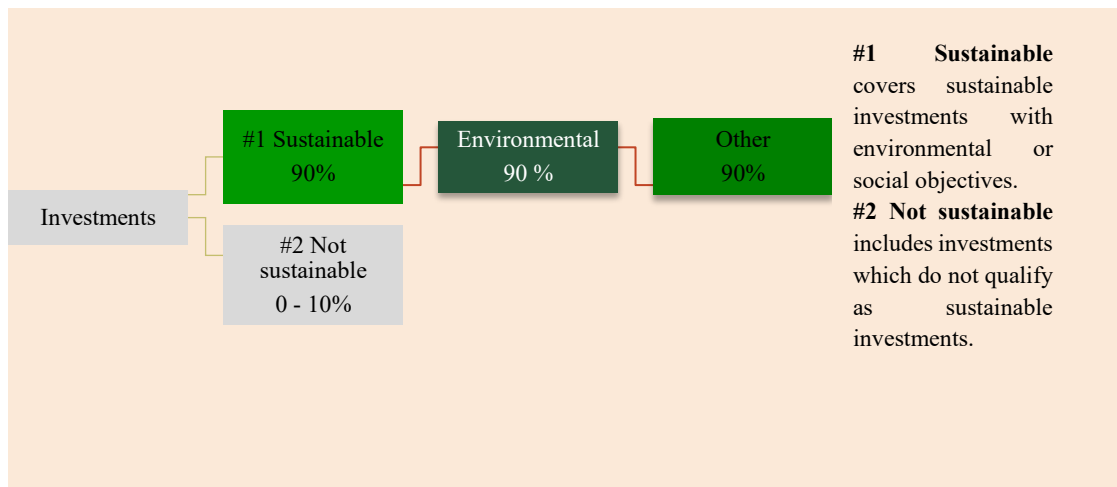 Investments
#1 Sustainable
90%
#2 Not
sustainable
0 - 10%
Environmental
90 %
Other
90%
#1 Sustainable
covers sustainable
investments with
environmental or
social objectives.
#2 Not sustainable
includes investments
which do not qualify
as sustainable
investments.